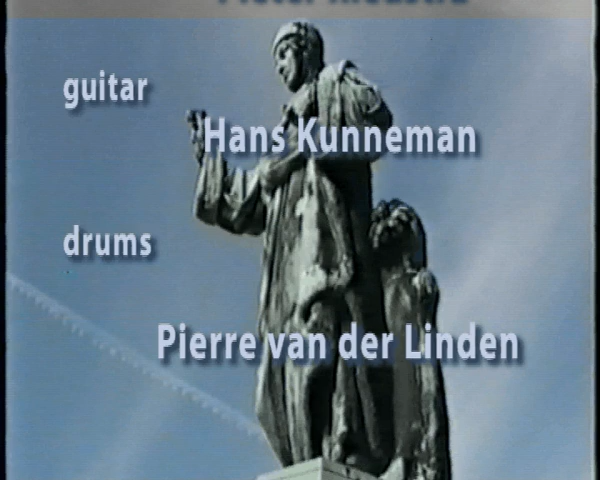 guitar
Hans Kunneman
drums
Pierre van der Linden